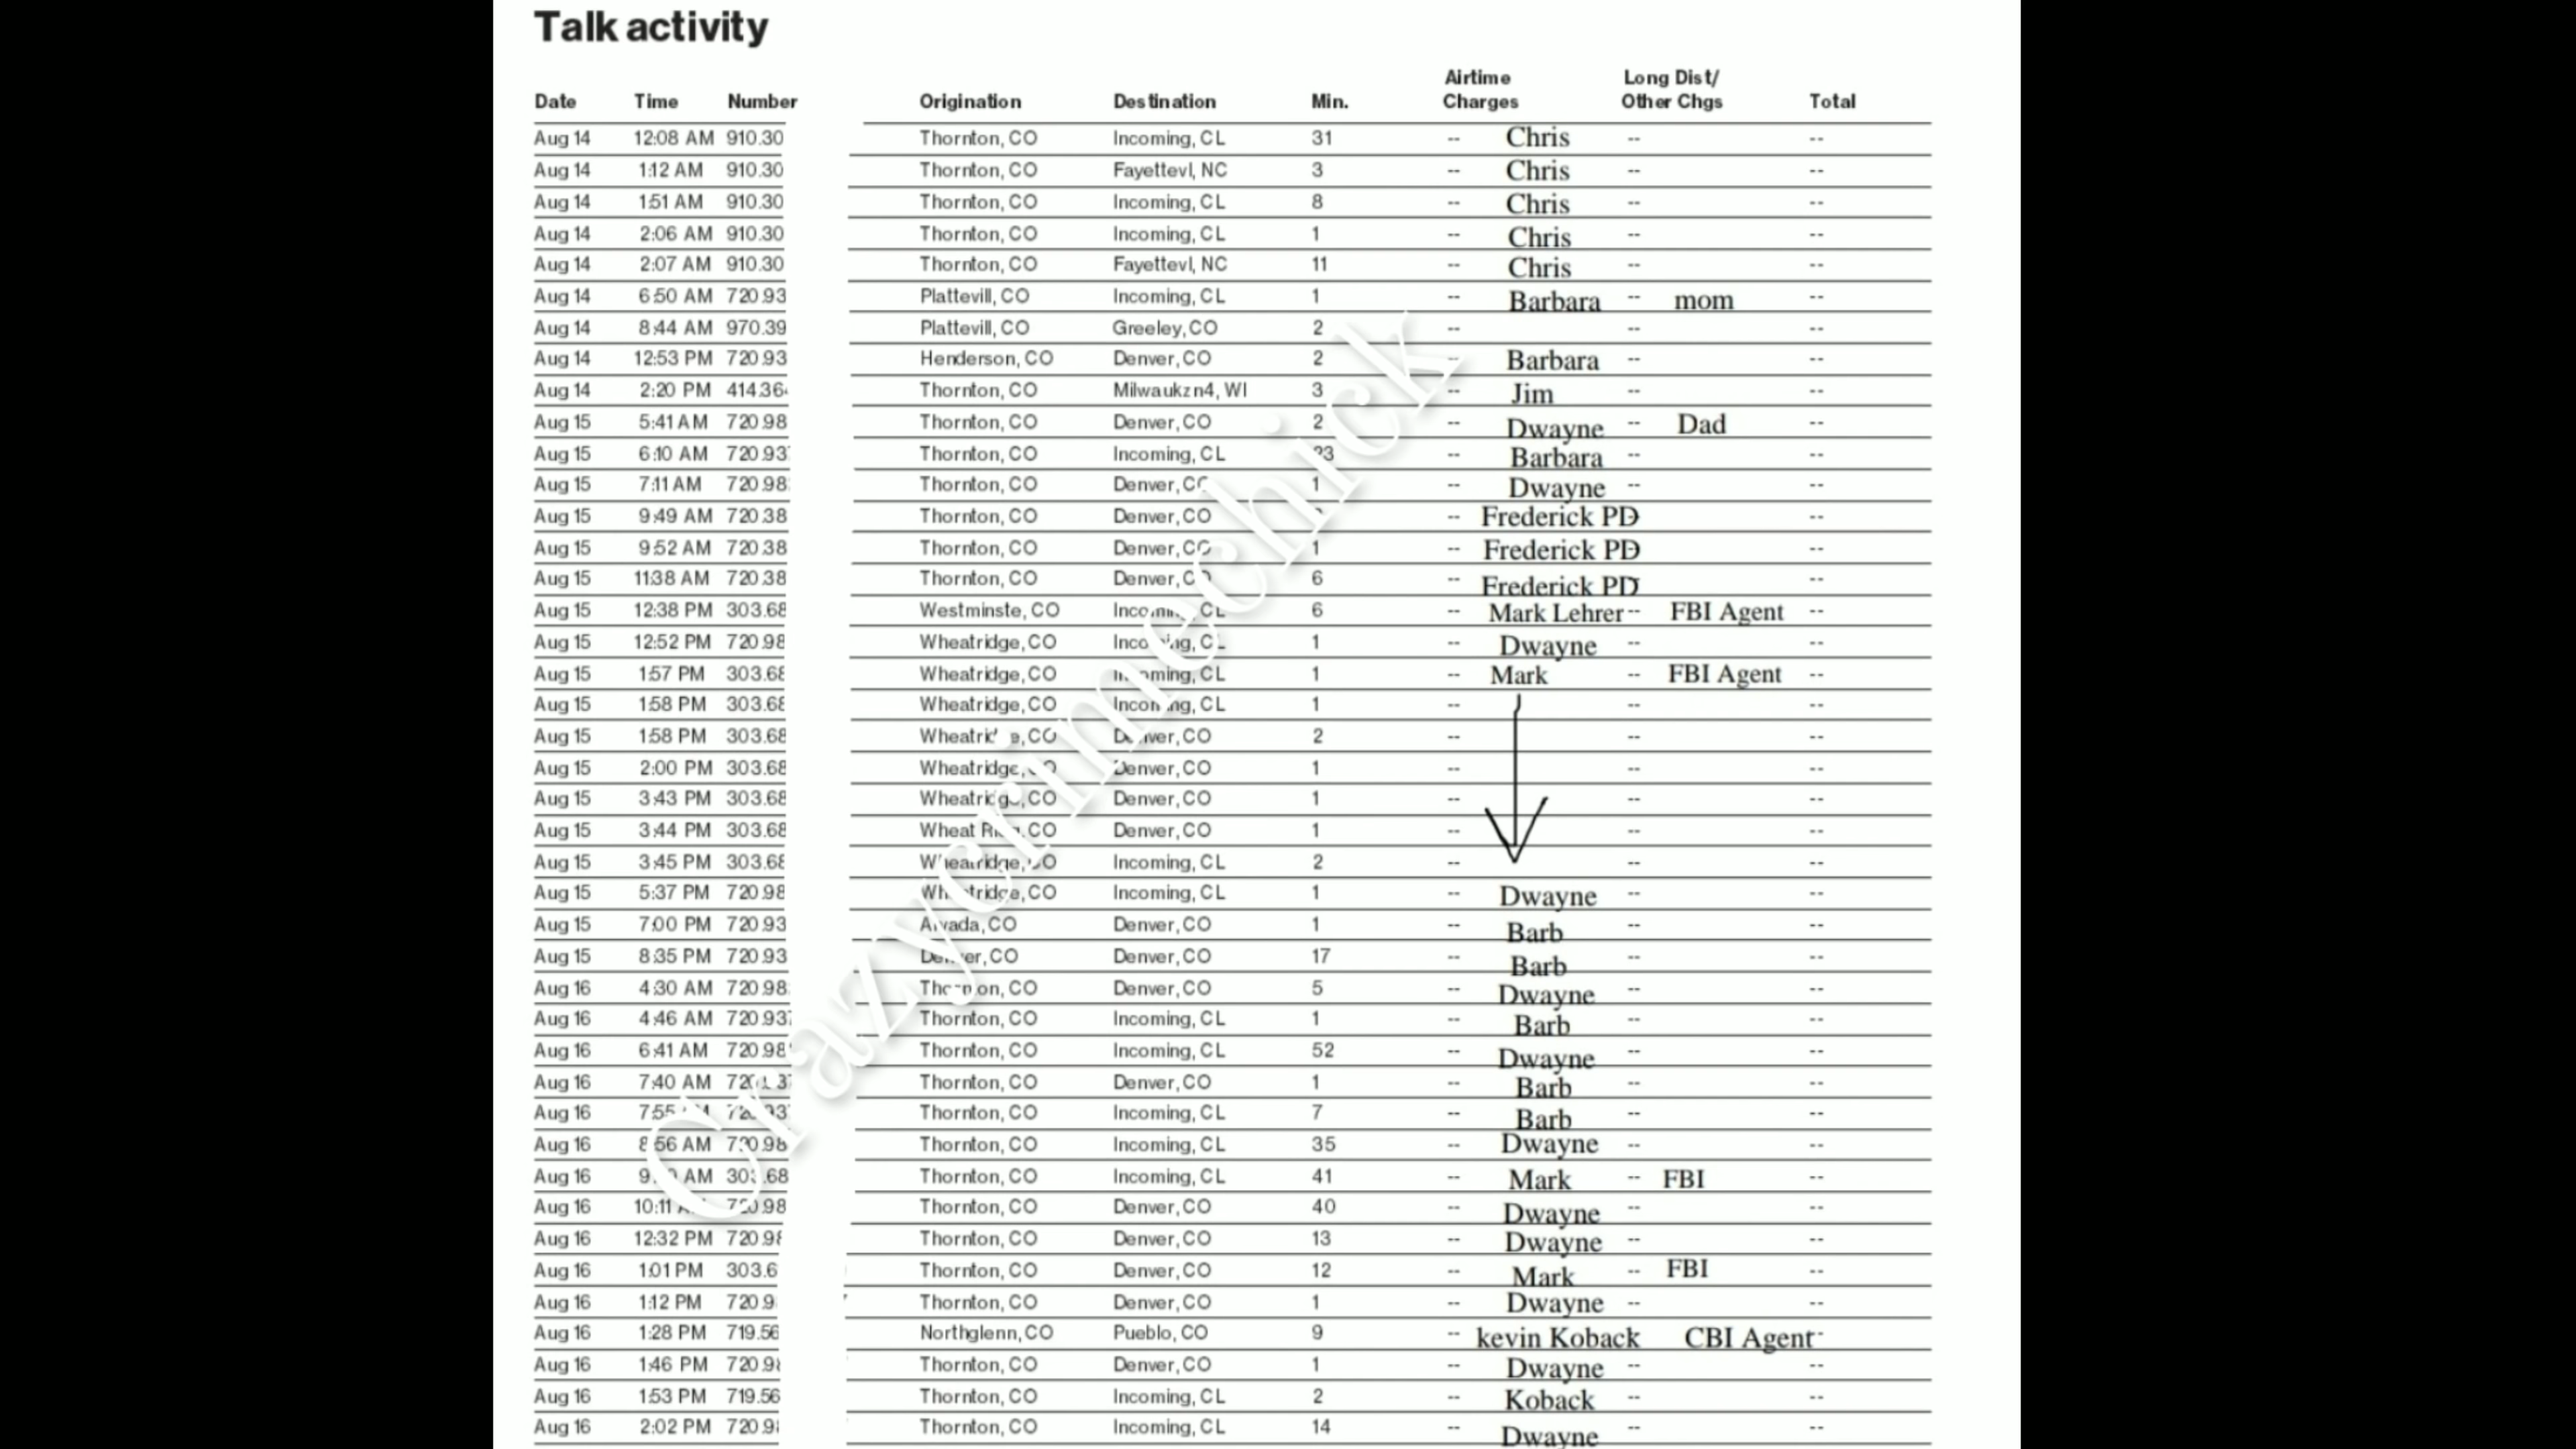 Talk activity
Airtime Long Dist/
Date Time Number Origination Destination Min. Charges Other Chgs Total
Aug 14 12:08 AM 910.30 Thornton, CO Incoming, CL 31 -- Chris -- --
Aug 14 1:12 AM 910.30 Thornton, CO Fayettevl, NC 3 -- Chris -- --
Aug 14 1:51 AM 910.30 Thornton, CO Incoming, CL 8 -- Chris -- --
Aug 14 2:06 AM 910.30 Thornton, CO Incoming, CL 1 -- Chris -- --
Aug 14 2:07 AM 910.30 Thornton, CO Fayettevl, NC 11 -- Chris -- --
Aug 14 6:50 AM 720.93 Plattevill, CO Incoming, CL 1 -- Barbara -- mom --
Aug 14 8:44 AM 970.39 Plattevill, CO Greeley, CO 2 -- -- --
Aug 14 12:53 PM 720.93 Henderson, CO Denver, CO 2 -- Barbara -- --
Aug 14 2:20 PM 414.36 Thornton, CO Milwaukzn4, WI 3 -- Jim -- --
Aug 15 5:41 AM 720.98 Thornton, CO Denver, CO 2 -- Dwayne -- Dad --
Aug 15 6:10 AM 720.93 Thornton, CO Incoming, CL 23 -- Barbara -- --
Aug 15 7:11 AM 720.98 Thornton, CO Denver, CO 1 -- Dwayne -- --
Aug 15 9:49 AM 720.38 Thornton, CO Denver, CO -- Frederick PD --
Aug 15 9:52 AM 720.38 Thornton, CO Denver, CO 1 -- Frederick PD --
Aug 15 11:38 AM 720.38 Thornton, CO Denver, CO 6 -- Frederick PD --
Aug 15 12:38 PM 303.68 Westminste, CO Incoming, CL 6 -- Mark Lehrer -- FBI Agent --
Aug 15 12:52 PM 720.98 Wheatridge, CO Incoming, CL 1 -- Dwayne -- --
Aug 15 1:57 PM 303.68 Wheatridge, CO Incoming, CL 1 -- Mark -- FBI Agent --
Aug 15 1:58 PM 303.68 Wheatridge, CO Incoming, CL 1 -- -- --
Aug 15 1:58 PM 303.68 Wheatridge, CO Denver, CO 2 -- -- --
Aug 15 2:00 PM 303.68 Wheatridge, CO Denver, CO 1 -- -- --
Aug 15 3:43 PM 303.68 Wheatridge, CO Denver, CO 1 -- -- --
Aug 15 3:44 PM 303.68 Wheat Ridg, CO Denver, CO 1 -- -- --
Aug 15 3:45 PM 303.68 Wheatridge, CO Incoming, CL 2 -- -- --
Aug 15 5:37 PM 720.98 Wheatridge, CO Incoming, CL 1 -- Dwayne -- --
Aug 15 7:00 PM 720.93 Arvada, CO Denver, CO 1 -- Barb -- --
Aug 15 8:35 PM 720.93 Denver, CO Denver, CO 17 -- Barb -- --
Aug 16 4:30 AM 720.98 Thornton, CO Denver, CO 5 -- Dwayne -- --
Aug 16 4:46 AM 720.937 Thornton, CO Incoming, CL 1 -- Barb -- --
Aug 16 6:41 AM 720.98 Thornton, CO Incoming, CL 52 -- Dwayne -- --
Aug 16 7:40 AM Thornton, CO Denver, CO 1 -- Barb -- --
Aug 16 7:55 AM 720.93 Thornton, CO Incoming, CL 7 -- Barb -- --
Aug 16 8:56 AM 720.98 Thornton, CO Incoming, CL 35 -- Dwayne -- --
Aug 16 AM 303.68 Thornton, CO Incoming, CL 41 -- Mark -- FBI --
Aug 16 10:11 AM 720.98 Thornton, CO Denver, CO 40 -- Dwayne -- --
Aug 16 12:32 PM 720.98 Thornton, CO Denver, CO 13 -- Dwayne -- --
Aug 16 1:01 PM 303.6 Thornton, CO Denver, CO 12 -- Mark -- FBI --
Aug 16 1:12 PM 720.9 Thornton, CO Denver, CO 1 -- Dwayne -- --
Aug 16 1:28 PM 719.56 Northglenn, CO Pueblo, CO 9 -- kevin Koback CBI Agent --
Aug 16 1:46 PM 720.9 Thornton, CO Denver, CO 1 -- Dwayne -- --
Aug 16 1:53 PM 719.56 Thornton, CO Incoming, CL 2 -- Koback -- --
Aug 16 2:02 PM 720.9 Thornton, CO Incoming, CL 14 -- Dwayne -- --
Crazycrimechick